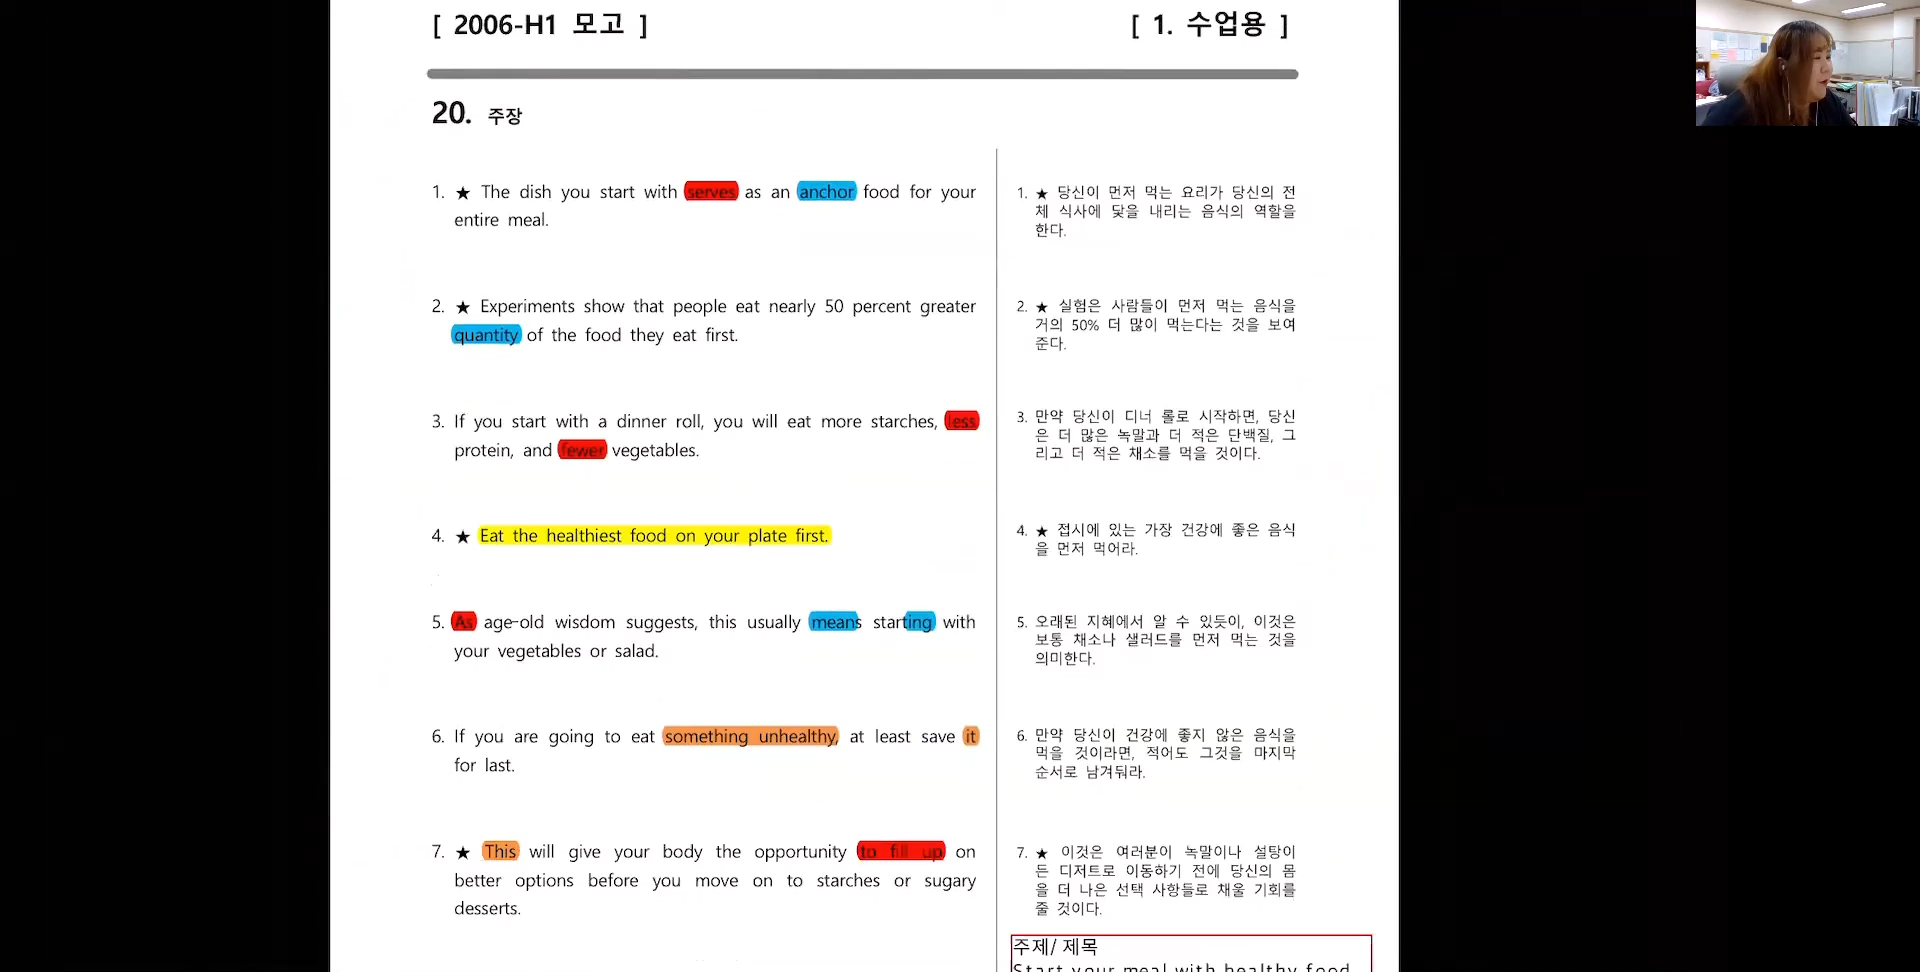 [ 2006-H1 모고 ]
[ 1. 수업용 ]
20. 주장
1. ★ The dish you start with serves as an anchor food for your
entire meal.
2. ★ Experiments show that people eat nearly 50 percent greater
quantity of the food they eat first.
3. If you start with a dinner roll, you will eat more starches, less
protein, and fewer vegetables.
4. ★ Eat the healthiest food on your plate first.
5. As age-old wisdom suggests, this usually means starting with
your vegetables or salad.
6. If you are going to eat something unhealthy, at least save it
for last.
7. ★ This will give your body the opportunity to fill up on
better options before you move on to starches or sugary
desserts.
1. ★ 당신이 먼저 먹는 요리가 당신의 전
체 식사에 닻을 내리는 음식의 역할을
한다.
2. ★ 실험은 사람들이 먼저 먹는 음식을
거의 50% 더 많이 먹는다는 것을 보여
준다.
3. 만약 당신이 디너 롤로 시작하면, 당신
은 더 많은 녹말과 더 적은 단백질, 그
리고 더 적은 채소를 먹을 것이다.
4. ★ 접시에 있는 가장 건강에 좋은 음식
을 먼저 먹어라.
5. 오래된 지혜에서 알 수 있듯이, 이것은
보통 채소나 샐러드를 먼저 먹는 것을
의미한다.
6. 만약 당신이 건강에 좋지 않은 음식을
먹을 것이라면, 적어도 그것을 마지막
순서로 남겨둬라.
7. ★ 이것은 여러분이 녹말이나 설탕이
든 디저트로 이동하기 전에 당신의 몸
을 더 나은 선택 사항들로 채울 기회를
줄 것이다.
주제/ 제목
Start your meal with healthy food